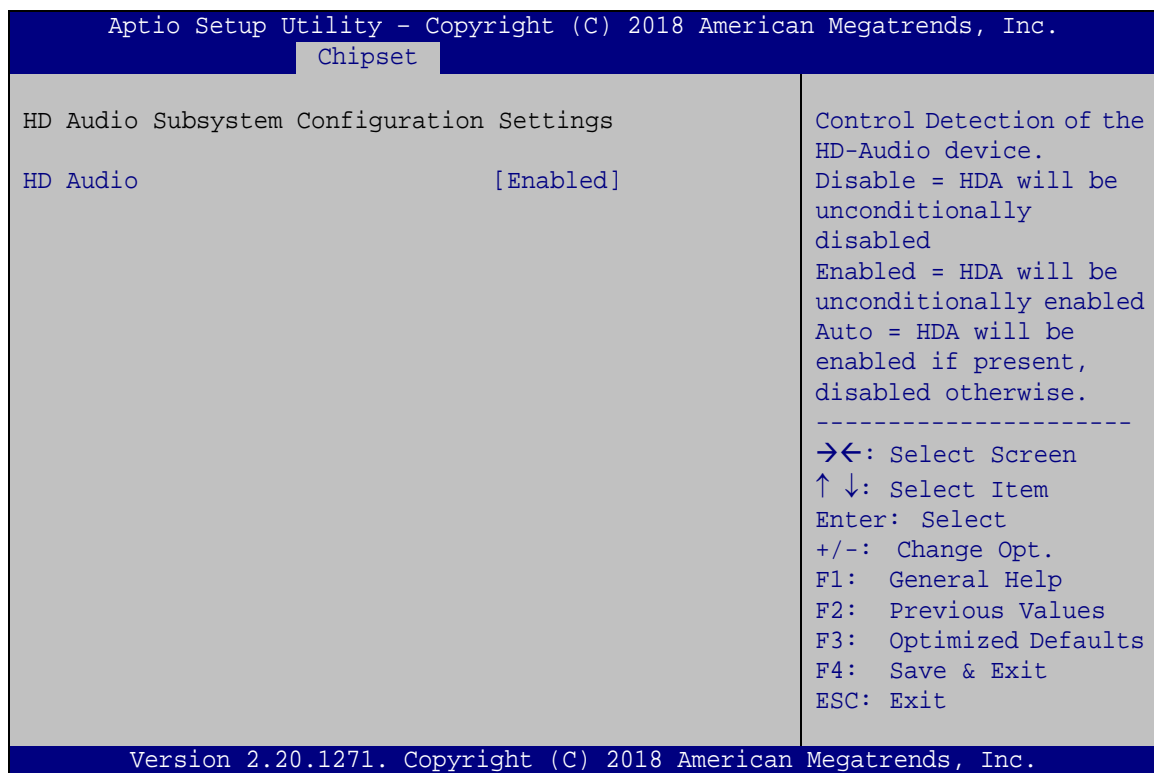 Aptio Setup Utility – Copyright (C) 2018 American Megatrends, Inc.
Chipset
HD Audio Subsystem Configuration Settings
HD Audio [Enabled]
Control Detection of the
HD-Audio device.
Disable = HDA will be
unconditionally
disabled
Enabled = HDA will be
unconditionally enabled
Auto = HDA will be
enabled if present,
disabled otherwise.
----------------------
→←: Select Screen
↑ ↓: Select Item
Enter: Select
+/-: Change Opt.
F1: General Help
F2: Previous Values
F3: Optimized Defaults
F4: Save & Exit
ESC: Exit
Version 2.20.1271. Copyright (C) 2018 American Megatrends, Inc.